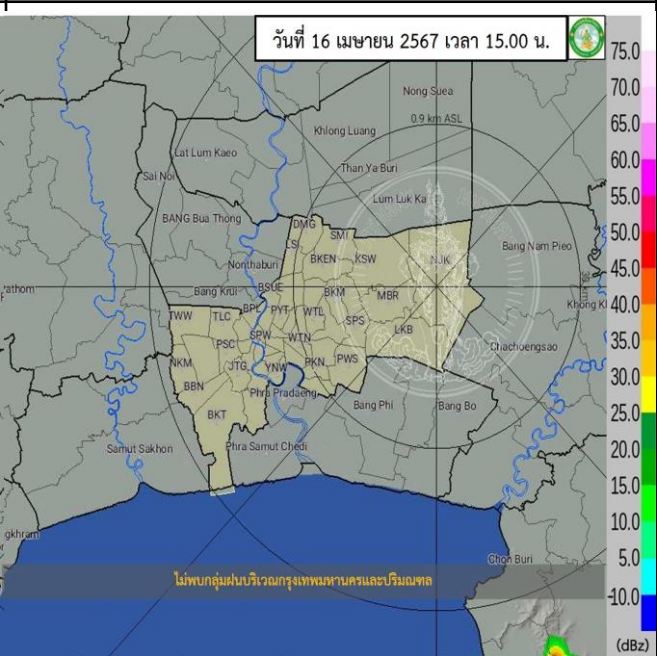 วันที่ 16 เมษายน 2567 เวลา 15.00 น.
75.0
70.0
65.0
60.0
55.0
50.0
45.0
40.0
35.0
30.0
25.0
20.0
15.0
10.0
5.0
-10.0
(dBz)
Nong Suea
0.9 km ASL
Khlong Luang
Lat Lum Kaeo
Than Ya Buri
Sai Noi
Lum Luk Ka
BANG Bua Thong
DMG
SMI
LSI
Bang Nam Pieo
BKEN
KSW
NJK
Nonthaburi
BSUE
Bang Krui
BKM
MBR
Khong Kh
TWW
TLC
BPL
PYT
WTL
SPS
LKB
PSC
SPW
WTN
Chachoengsao
NKM
JTG
YNW
PKN
PWS
BBN
Phra Pradaeng
BKT
Bang Phi
Bang Bo
Samut Sakhon
Phra Samut Chedi
gkhram
Chon Buri
ไม่พบกลุ่มฝนบริเวณกรุงเทพมหานครและปริมณฑล